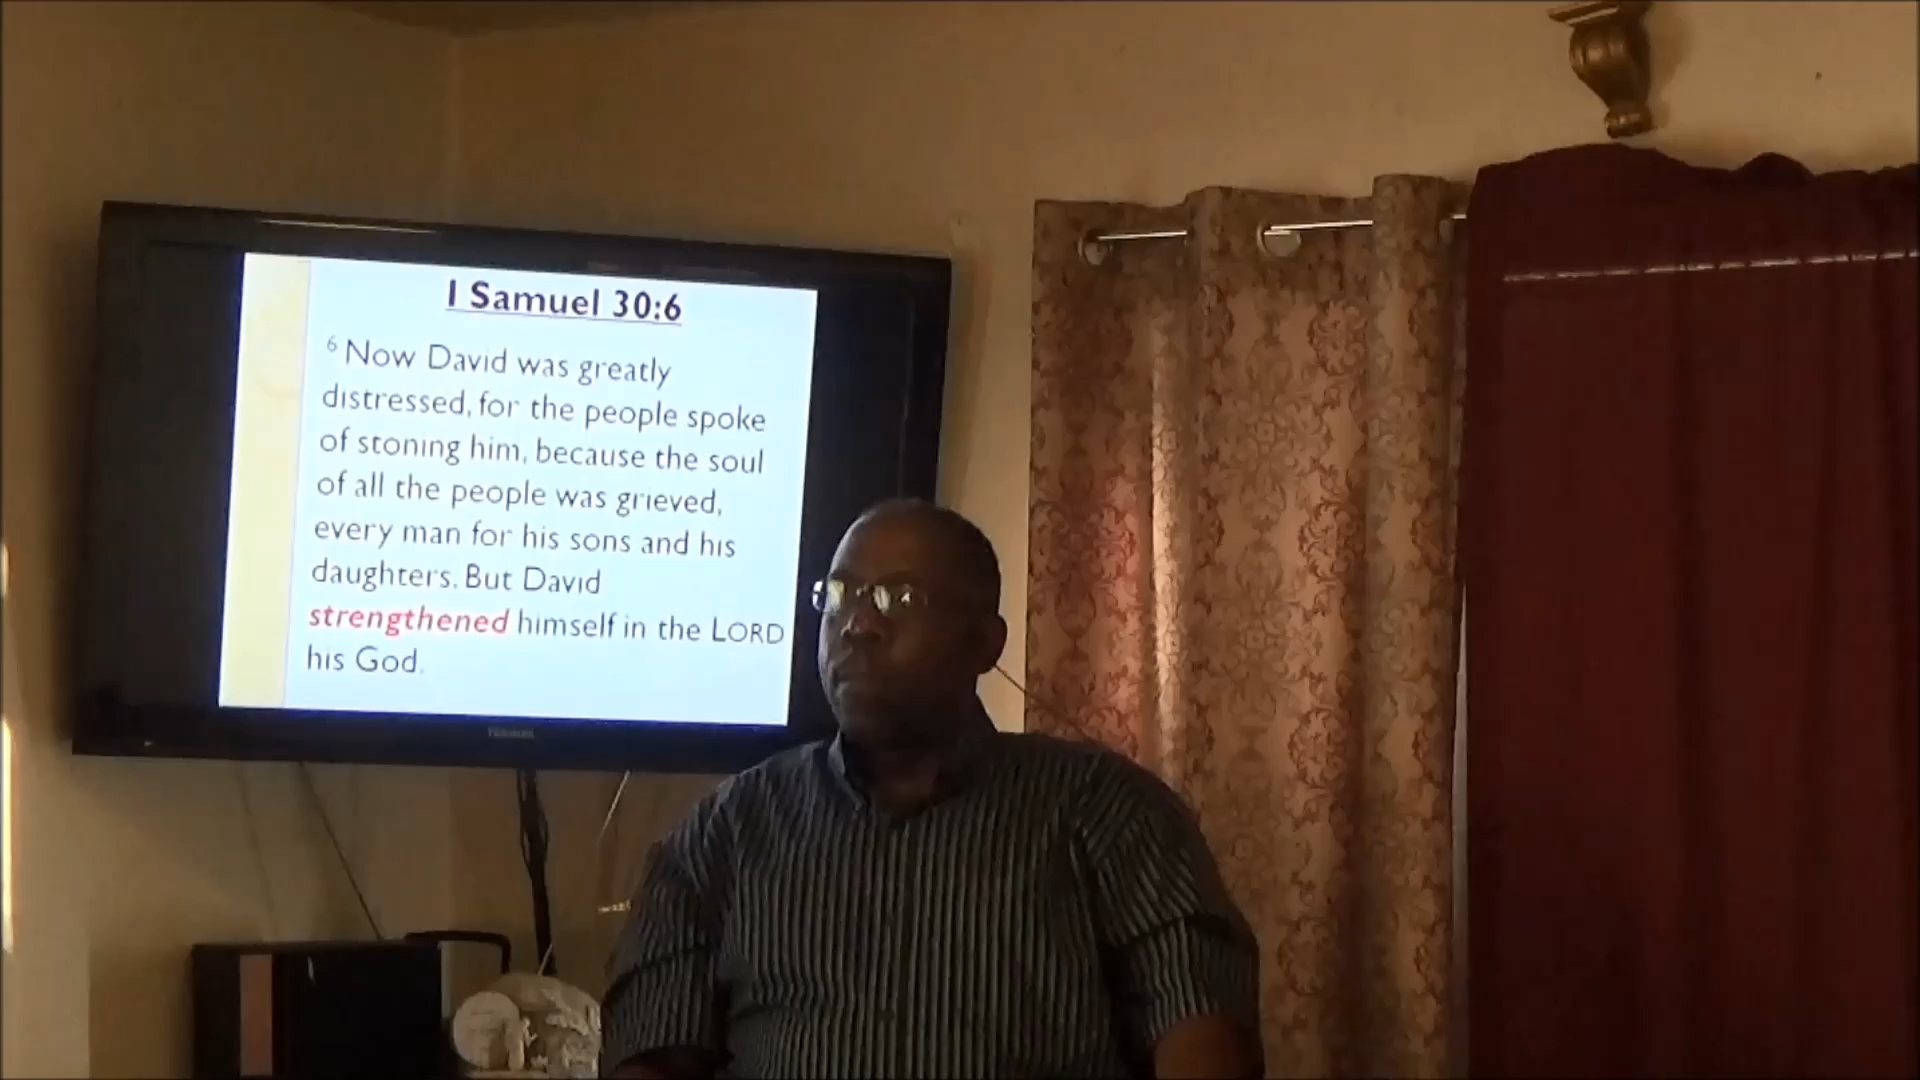 I Samuel 30:6
6 Now David was greatly
distressed, for the people spoke
of stoning him, because the soul
of all the people was grieved,
every man for his sons and his
daughters. But David
strengthened himself in the LORD
his God.